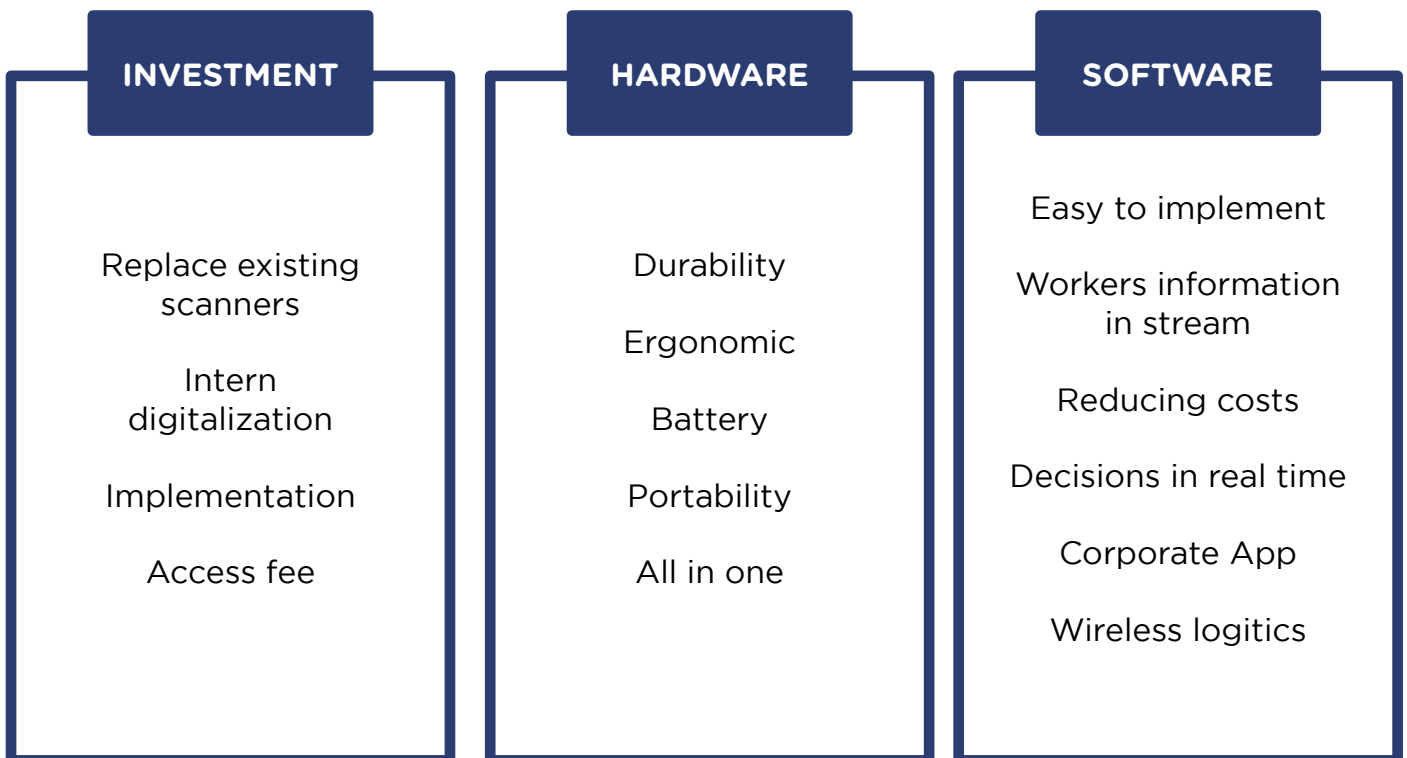 INVESTMENT
Replace existing
scanners
Intern
digitalization
Implementation
Access fee
HARDWARE
Durability
Ergonomic
Battery
Portability
All in one
SOFTWARE
Easy to implement
Workers information
in stream
Reducing costs
Decisions in real time
Corporate App
Wireless logitics